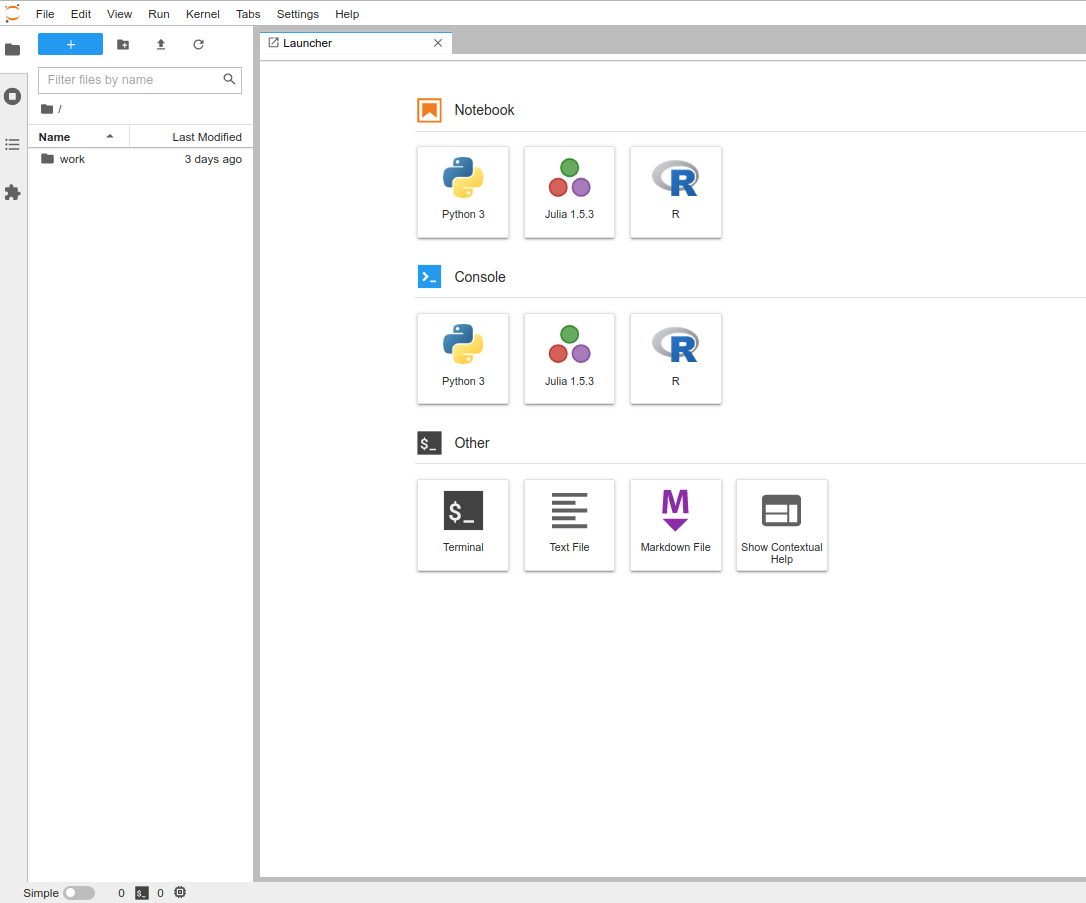 File Edit View Run Kernel Tabs Settings Help
+
Launcher
Filter files by name
/
Name Last Modified
work 3 days ago
Notebook
Python 3 Julia 1.5.3 R
Console
Python 3 Julia 1.5.3 R
$_ Other
$_ M
Terminal Text File Markdown File Show Contextual
Help
Simple 0 $_ 0